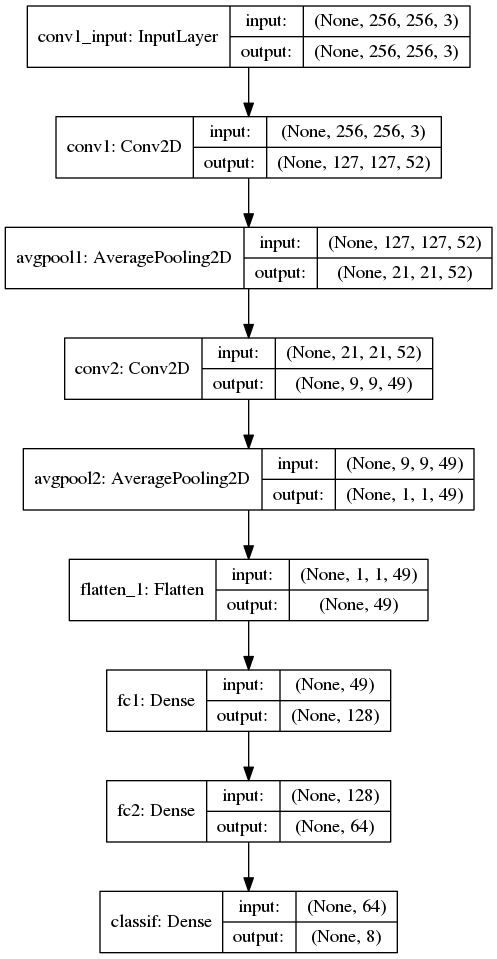 conv1_input: InputLayer
input: (None, 256, 256, 3)
output: (None, 256, 256, 3)
conv1: Conv2D
input: (None, 256, 256, 3)
output: (None, 127, 127, 52)
avgpool1: AveragePooling2D
input: (None, 127, 127, 52)
output: (None, 21, 21, 52)
conv2: Conv2D
input: (None, 21, 21, 52)
output: (None, 9, 9, 49)
avgpool2: AveragePooling2D
input: (None, 9, 9, 49)
output: (None, 1, 1, 49)
flatten_1: Flatten
input: (None, 1, 1, 49)
output: (None, 49)
fc1: Dense
input: (None, 49)
output: (None, 128)
fc2: Dense
input: (None, 128)
output: (None, 64)
classif: Dense
input: (None, 64)
output: (None, 8)